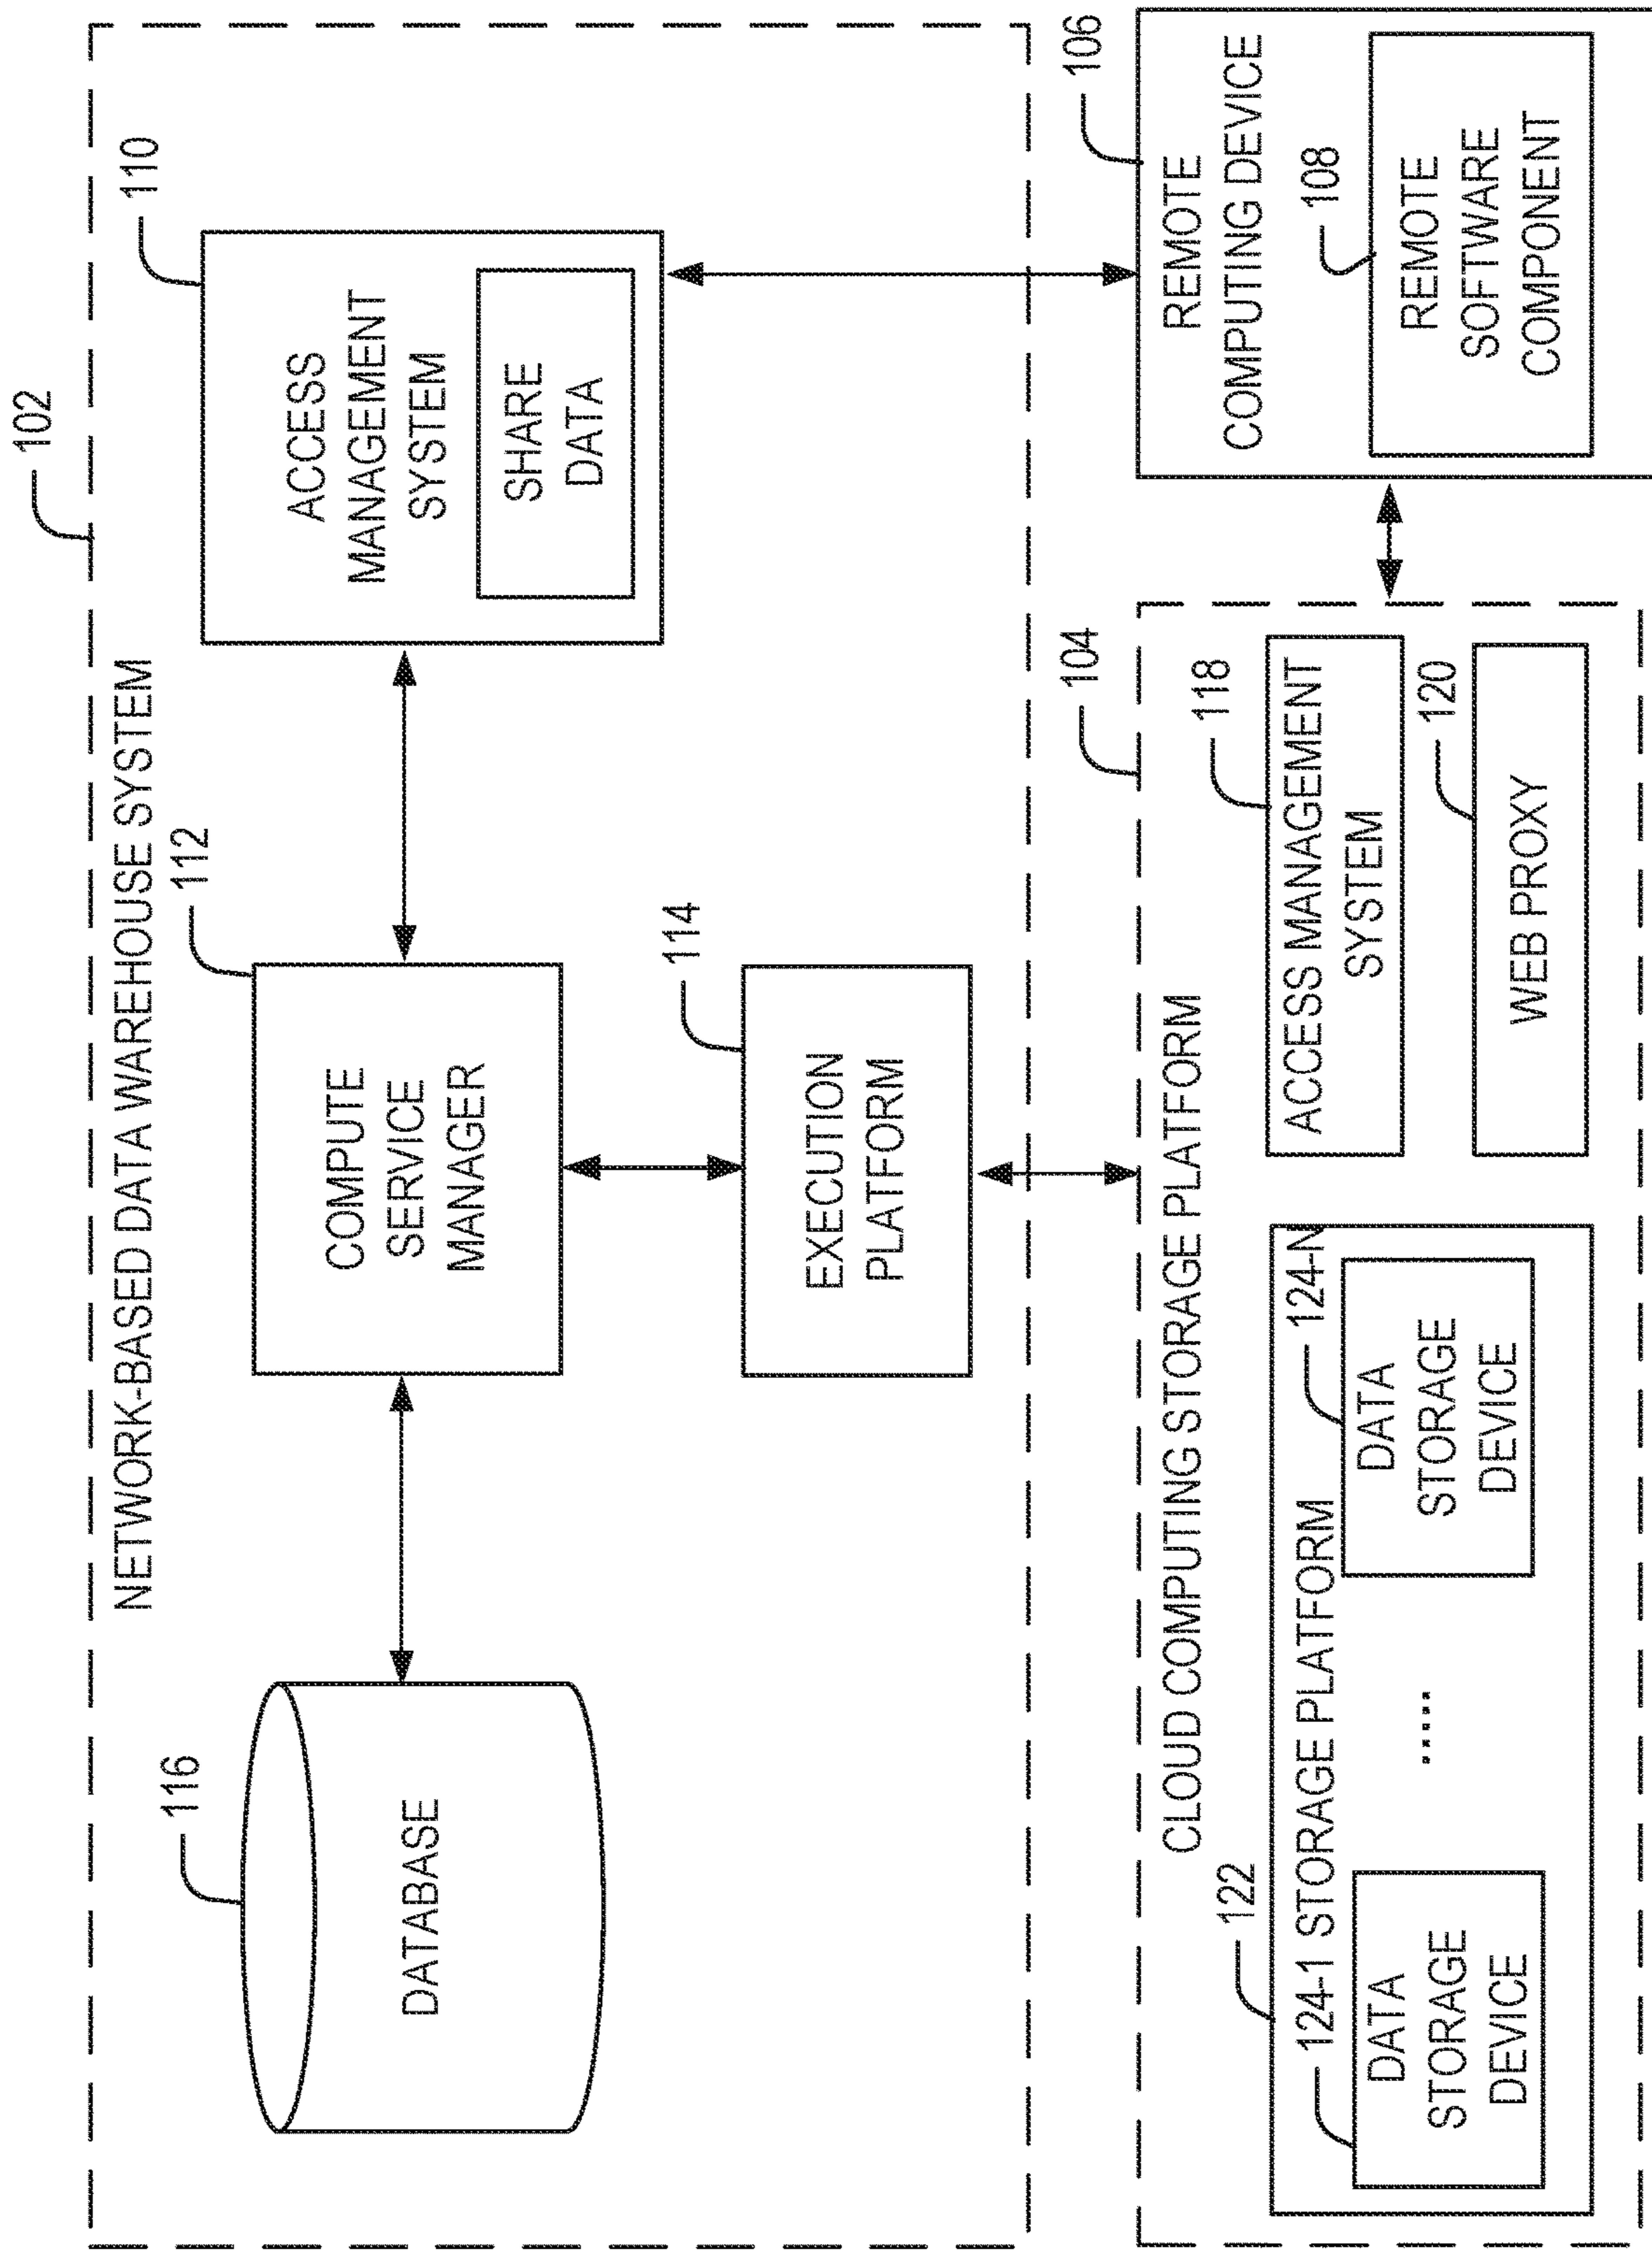 102
NETWORK-BASED DATA WAREHOUSE SYSTEM
116
DATABASE
112
COMPUTE
SERVICE
MANAGER
110
ACCESS
MANAGEMENT
SYSTEM
SHARE
DATA
114
EXECUTION
PLATFORM
104
CLOUD COMPUTING STORAGE PLATFORM
122
124-1 STORAGE PLATFORM
124-N
DATA
STORAGE
DEVICE
.....
DATA
STORAGE
DEVICE
118
ACCESS MANAGEMENT
SYSTEM
120
WEB PROXY
106
REMOTE
COMPUTING DEVICE
108
REMOTE
SOFTWARE
COMPONENT